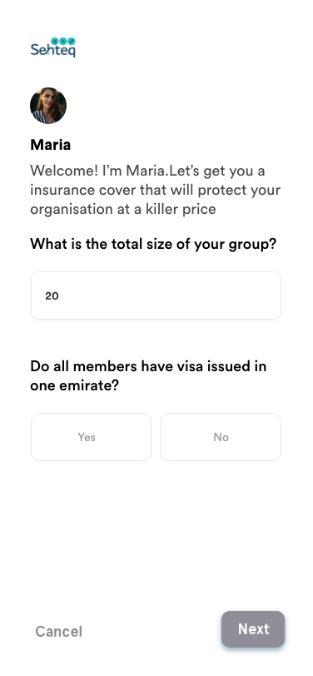 Sehteq
Maria
Welcome! I'm Maria.Let's get you a
insurance cover that will protect your
organisation at a killer price
What is the total size of your group?
20
Do all members have visa issued in
one emirate?
Yes No
Cancel Next